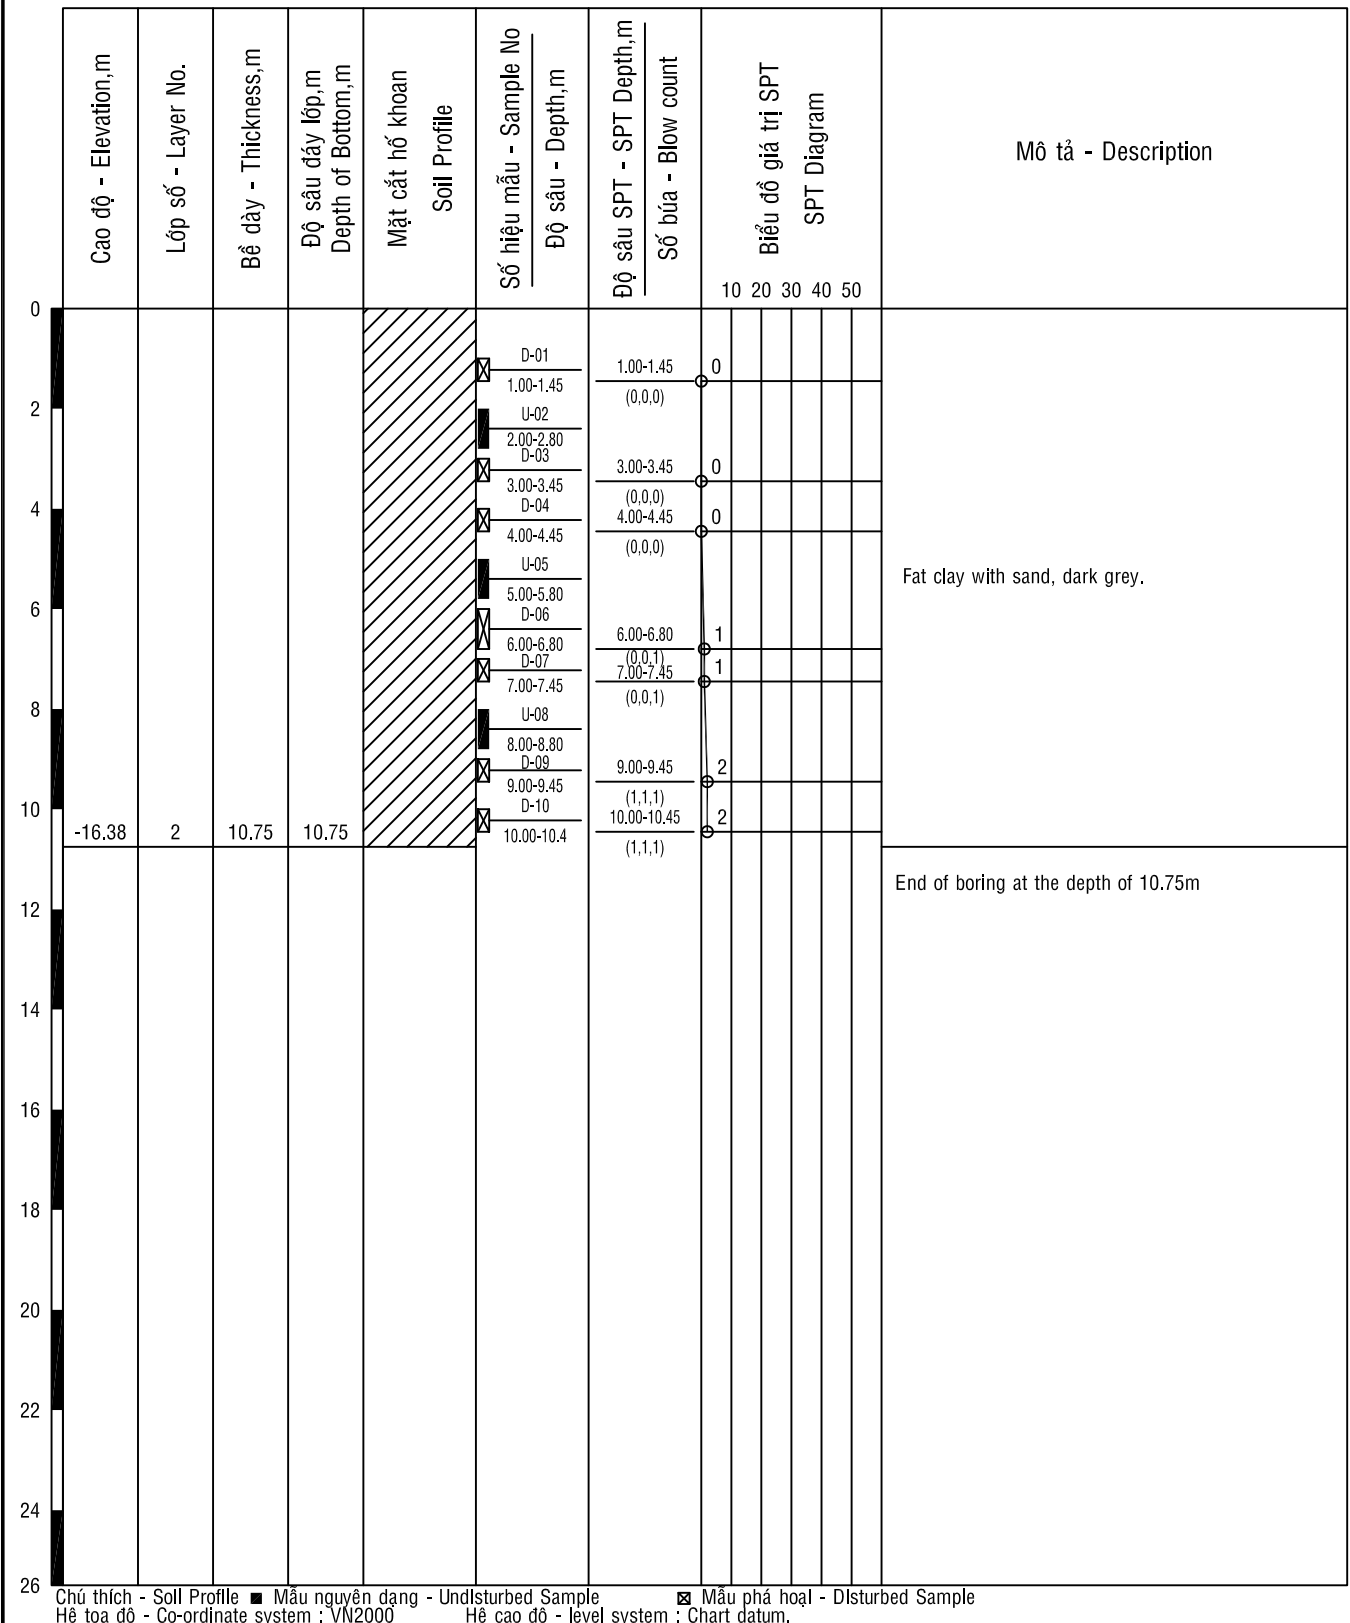 Cao độ - Elevation,m
Lớp số - Layer No.
Bề dày - Thickness,m
Độ sâu đáy lớp,m
Depth of Bottom,m
Mặt cắt hố khoan
Soil Profile
Số hiệu mẫu - Sample No
Độ sâu - Depth,m
Độ sâu SPT - SPT Depth,m
Số búa - Blow count
Biểu đồ giá trị SPT
SPT Diagram
10 20 30 40 50
Mô tả - Description
0
D-01
1.00-1.45
1.00-1.45
(0,0,0)
0
2
U-02
2.00-2.80
D-03
3.00-3.45
3.00-3.45
(0,0,0)
0
4
D-04
4.00-4.45
4.00-4.45
(0,0,0)
0
U-05
5.00-5.80
Fat clay with sand, dark grey.
6
D-06
6.00-6.80
6.00-6.80
(0,0,1)
1
D-07
7.00-7.45
7.00-7.45
(0,0,1)
1
8
U-08
8.00-8.80
D-09
9.00-9.45
9.00-9.45
(1,1,1)
2
10
D-10
10.00-10.4
10.00-10.45
(1,1,1)
2
-16.38 2 10.75 10.75
End of boring at the depth of 10.75m
12
14
16
18
20
22
24
26
Chú thích - Soil Profile Mẫu nguyên dạng - Undisturbed Sample Mẫu phá hoại - Disturbed Sample
Hệ tọa độ - Co-ordinate system : VN2000 Hệ cao độ - level system : Chart datum.